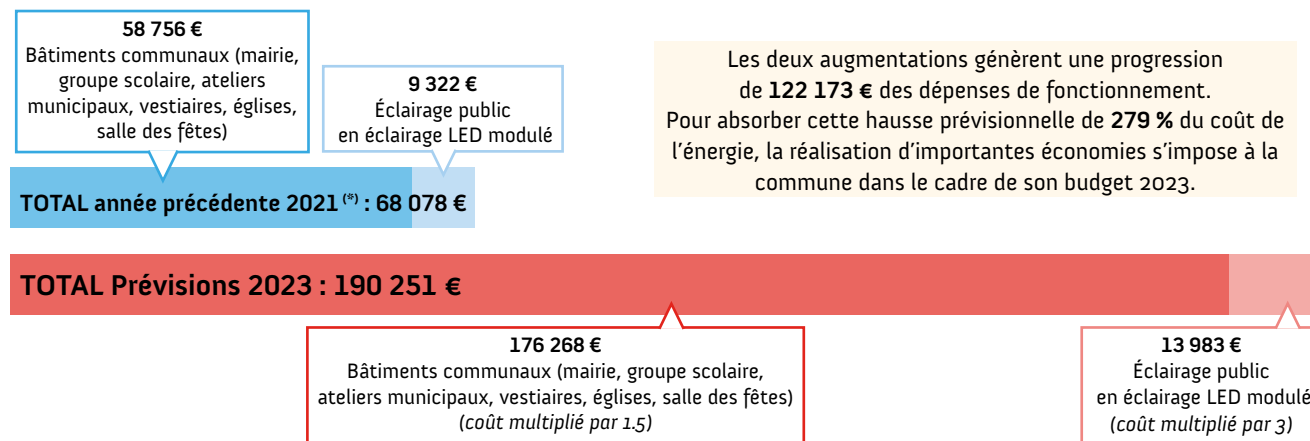 58 756 €
Bâtiments communaux (mairie,
groupe scolaire, ateliers
municipaux, vestiaires, églises,
salle des fêtes)
9 322 €
Éclairage public
en éclairage LED modulé
Les deux augmentations génèrent une progression
de 122 173 € des dépenses de fonctionnement.
Pour absorber cette hausse prévisionnelle de 279 % du coût de
l’énergie, la réalisation d’importantes économies s’impose à la
commune dans le cadre de son budget 2023.
TOTAL année précédente 2021 (*) : 68 078 €
TOTAL Prévisions 2023 : 190 251 €
176 268 €
Bâtiments communaux (mairie, groupe scolaire,
ateliers municipaux, vestiaires, églises, salle des fêtes)
(coût multiplié par 1.5)
13 983 €
Éclairage public
en éclairage LED modulé
(coût multiplié par 3)